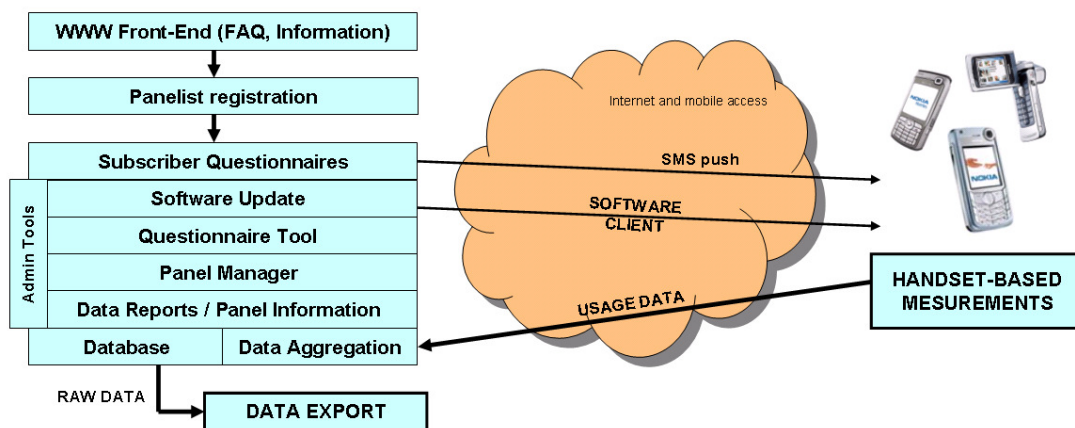 WWW Front-End (FAQ, Information)
Panelist registration
Subscriber Questionnaires
Admin Tools
Software Update
Questionnaire Tool
Panel Manager
Data Reports / Panel Information
Database
Data Aggregation
RAW DATA
DATA EXPORT
Internet and mobile access
SMS push
SOFTWARE
CLIENT
USAGE DATA
NOKIA
NOKIA
HANDSET-BASED
MESUREMENTS